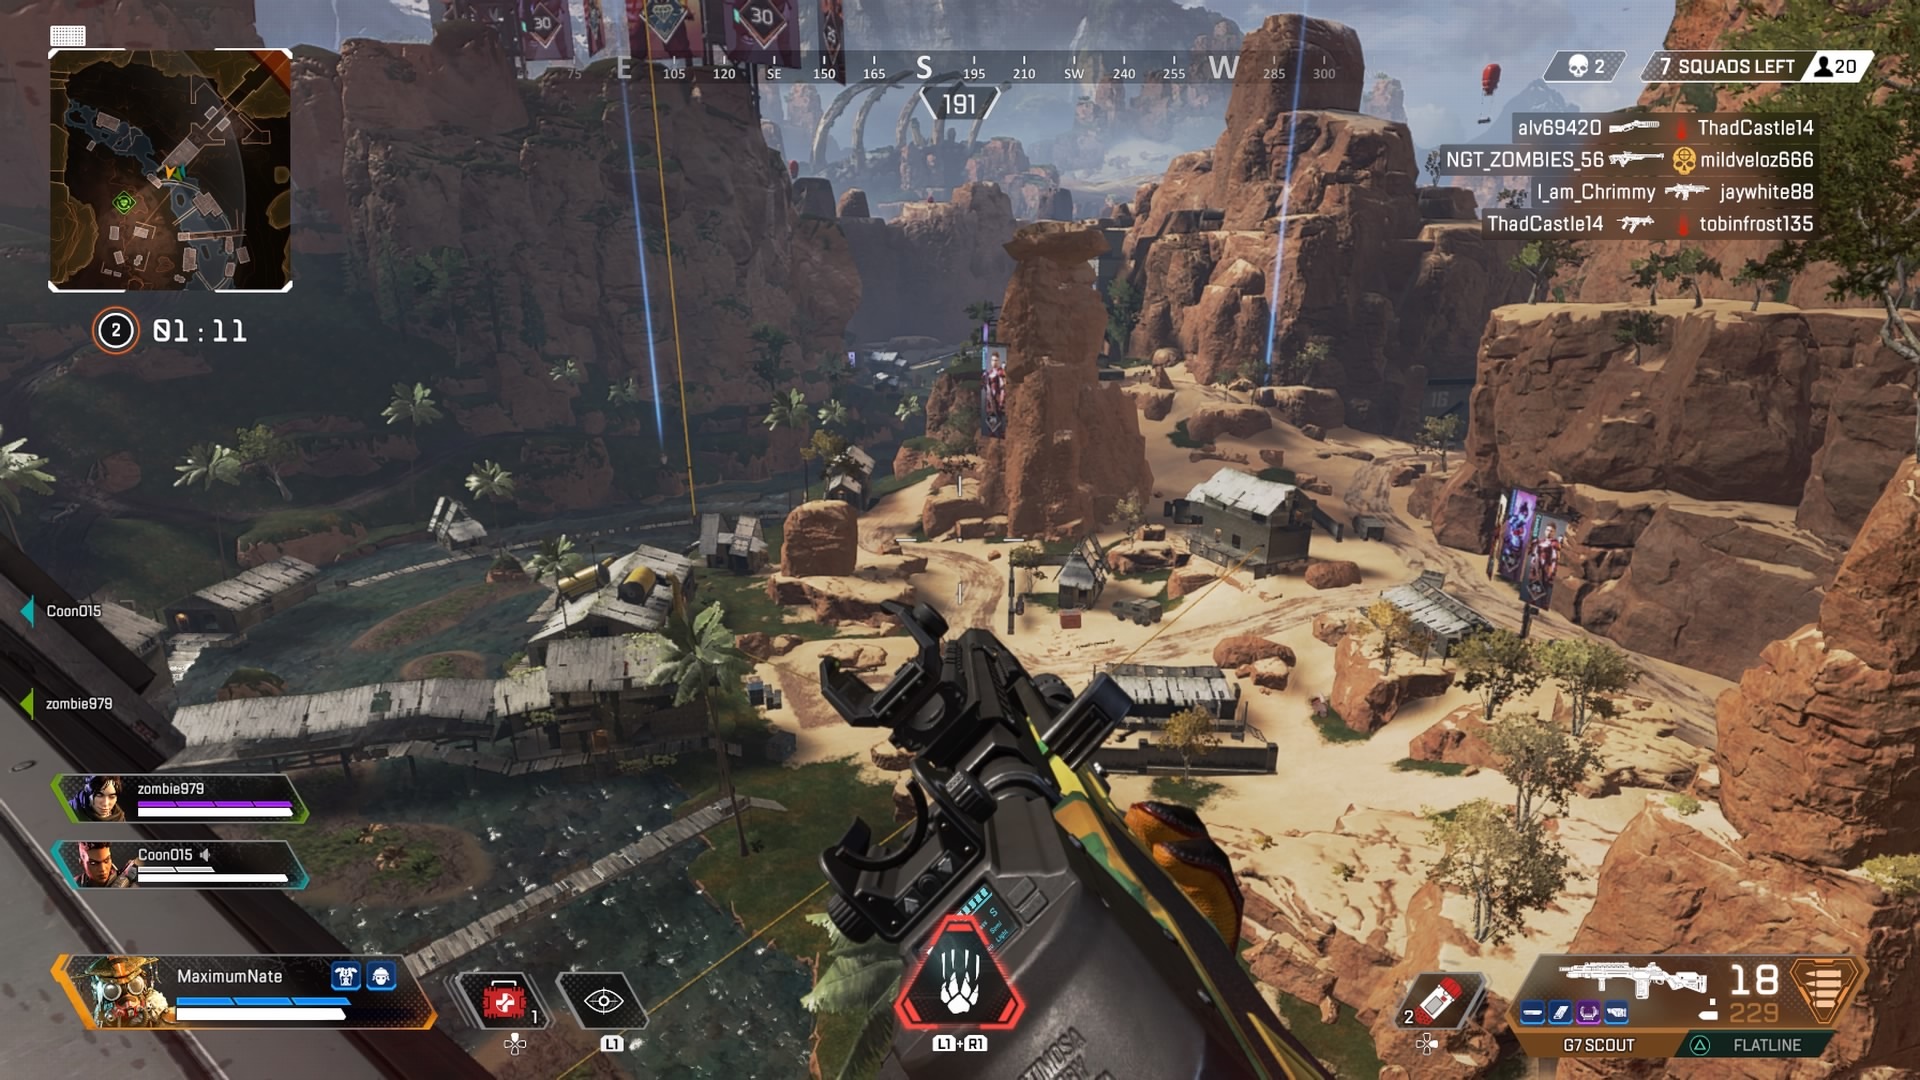 30
30
75 E 105 120 SE 150 165 S 195 210 SW 240 255 W 285 300
191
2
7 SQUADS LEFT 20
alv69420 ThadCastle14
NGT_ZOMBIES_56 mildveloz666
I_am_Chrimmy jaywhite88
ThadCastle14 tobinfrost135
2 01:11
16
Coon015
zombie979
zombie979
Coon015
MaximumNate
1
L1
L1+R1
2
18
229
G7 SCOUT
FLATLINE